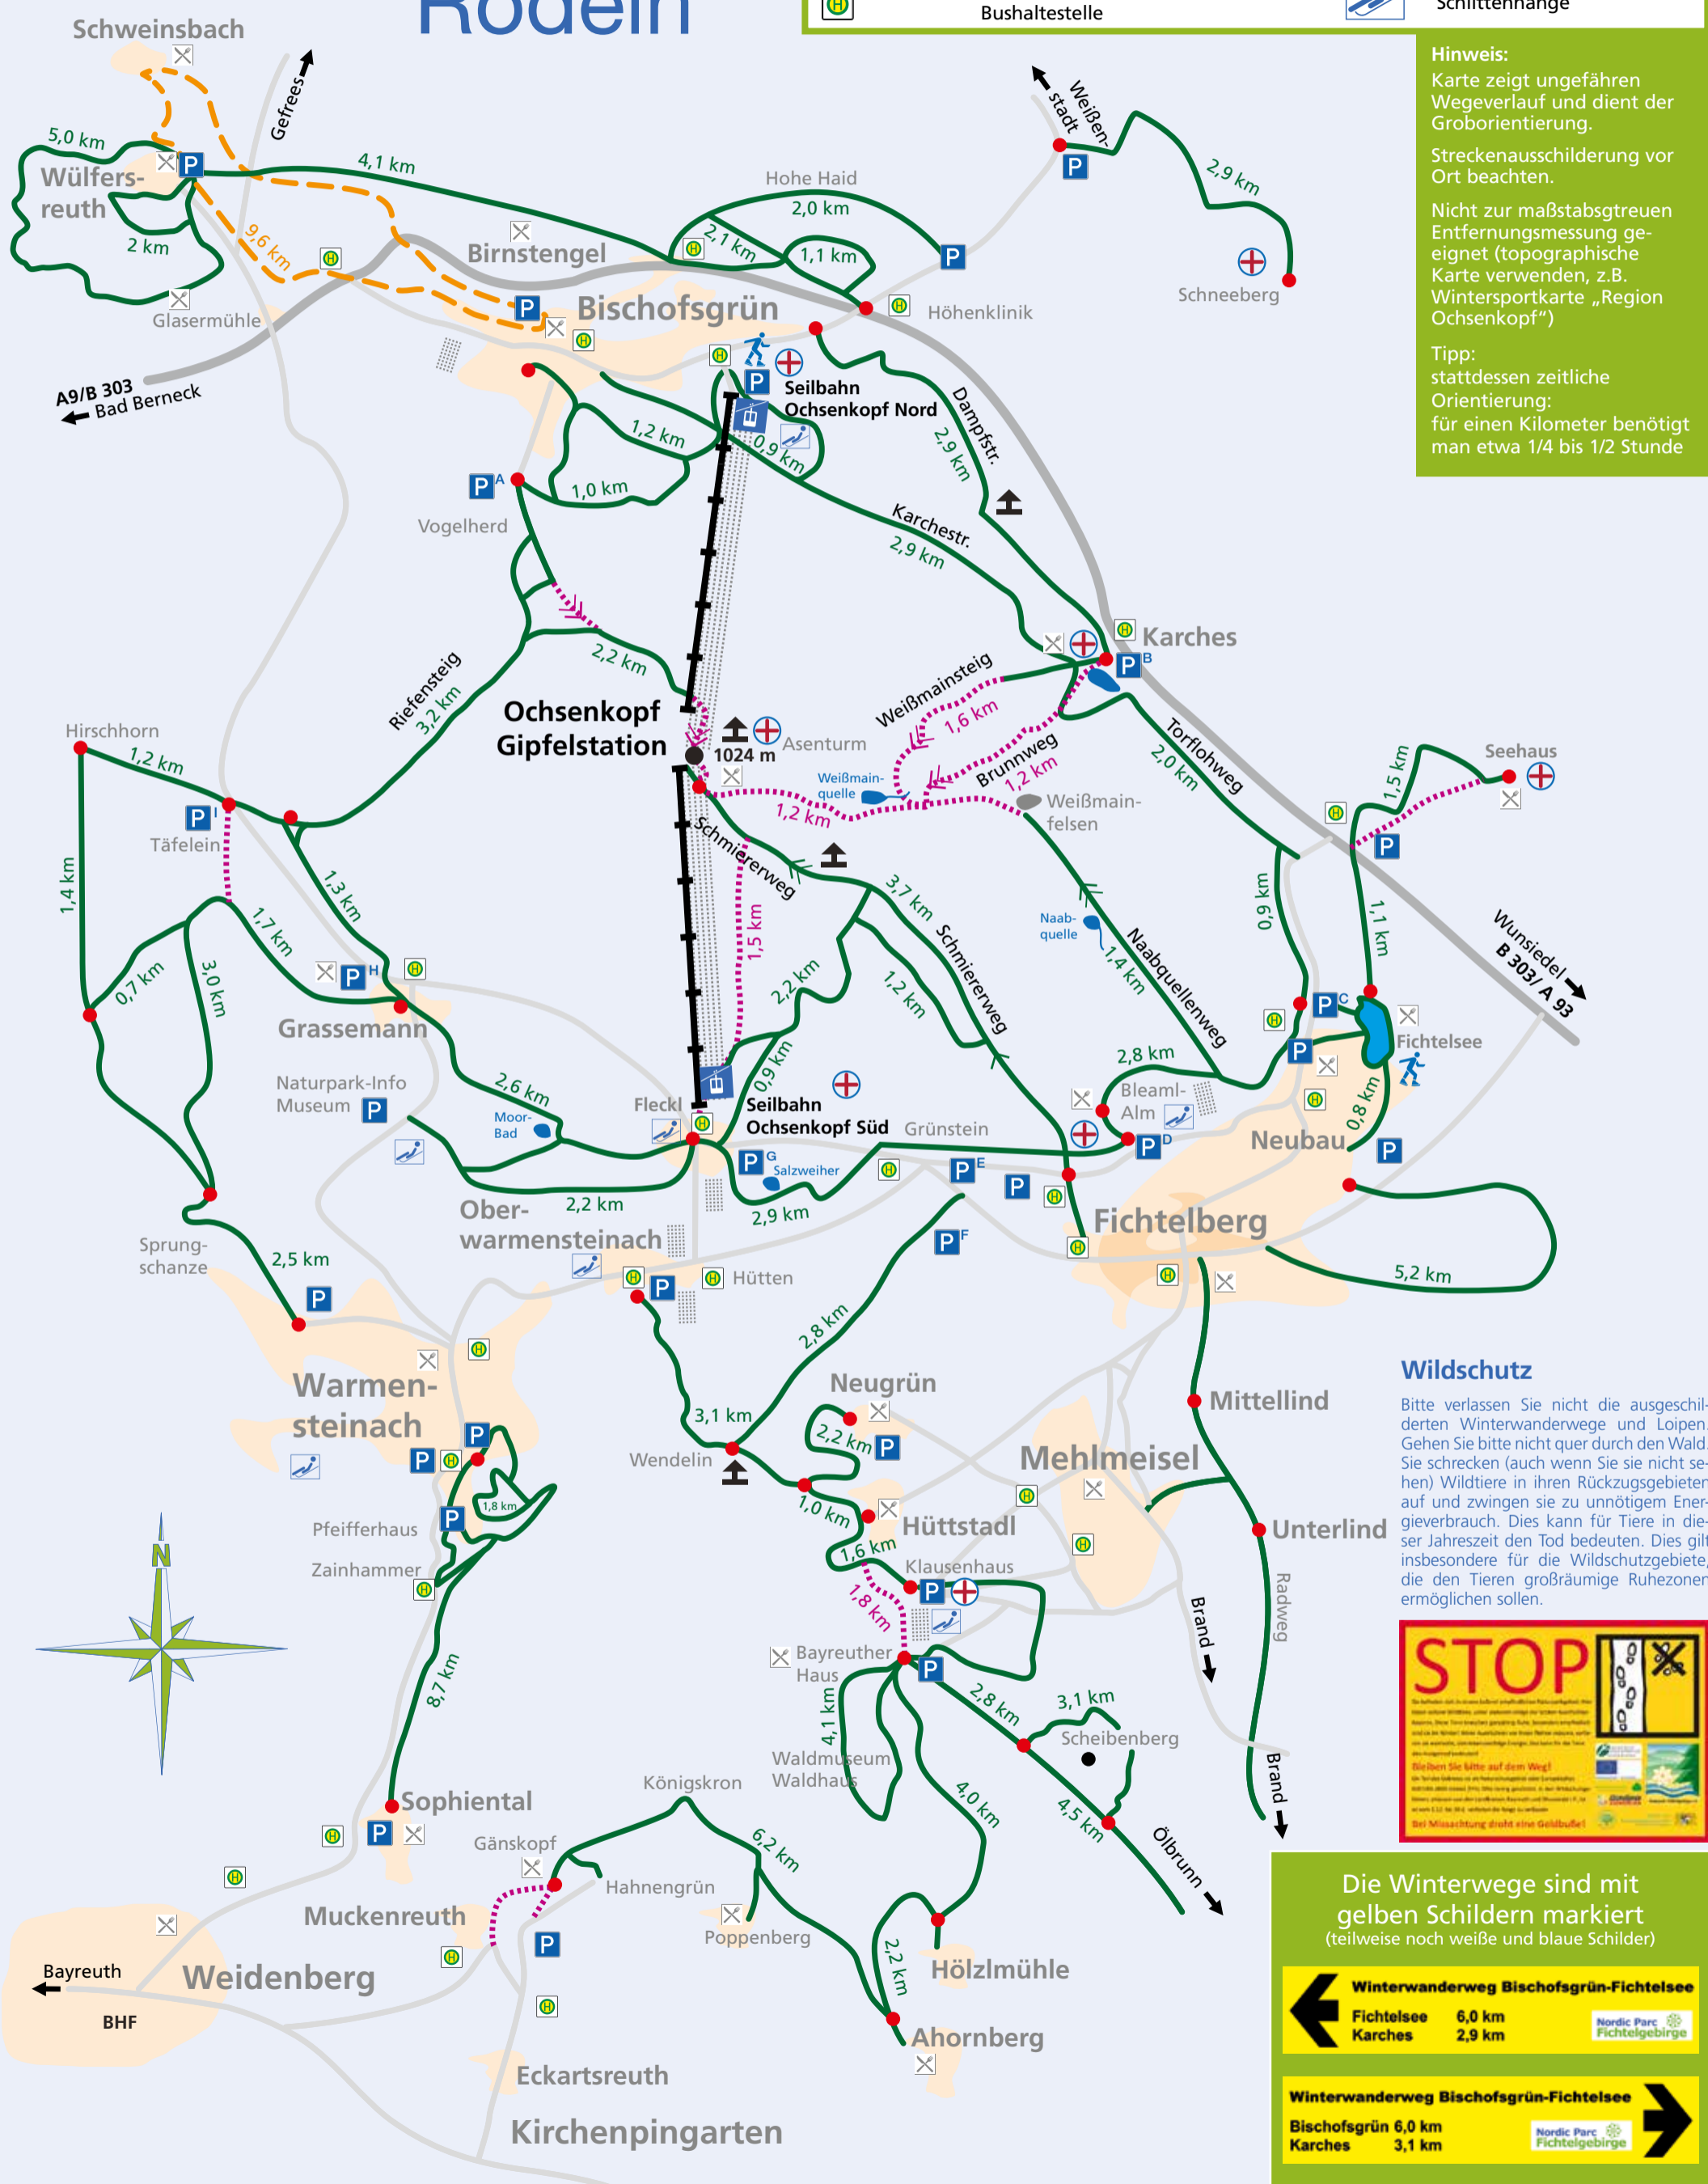 Rodeln
Bushaltestelle
Schlittenhänge
Hinweis:
Karte zeigt ungefähren
Wegeverlauf und dient der
Groborientierung.
Streckenausschilderung vor
Ort beachten.
Nicht zur maßstabsgtreuen
Entfernungsmessung ge-
eignet (topographische
Karte verwenden, z.B.
Wintersportkarte „Region
Ochsenkopf“)
Tipp:
stattdessen zeitliche
Orientierung:
für einen Kilometer benötigt
man etwa 1/4 bis 1/2 Stunde
Schweinsbach
Gefrees
Weißen-
stadt
5,0 km
Wülfers-
reuth
2 km
4,1 km
9,6 km
Glasermühle
Birnstengel
Hohe Haid
2,0 km
2,1 km
1,1 km
2,9 km
Schneeberg
Höhenklinik
Bischofsgrün
A9/B 303
Bad Berneck
Seilbahn
Ochsenkopf Nord
1,2 km
0,9 km
1,0 km
Dampfstr.
2,9 km
P A
Vogelherd
Karchestr.
2,9 km
2,2 km
Riefensteig
3,2 km
Karches
P B
Weißmainsteig
1,6 km
Brunnweg
1,2 km
Torflohweg
2,0 km
Ochsenkopf
Gipfelstation
1024 m
Asenturm
Weißmain-
quelle
1,2 km
Weißmain-
felsen
1,5 km
Seehaus
Hirschhorn
1,2 km
P I
Täfelein
1,4 km
1,3 km
1,7 km
0,7 km
3,0 km
Schmiererweg
1,5 km
3,7 km
Schmiererweg
2,2 km
1,2 km
Naab-
quelle
1,4 km
Naabquellenweg
0,9 km
1,1 km
Wunsiedel
B 303/ A 93
P H
Grassemann
P C
Fichtelsee
0,8 km
Naturpark-Info
Museum
P
2,6 km
Moor-
Bad
Fleckl
0,9 km
Seilbahn
Ochsenkopf Süd
Grünstein
2,8 km
Bleaml-
Alm
P D
Neubau
P G
Salzweiher
P E
P F
2,9 km
2,2 km
Ober-
warmensteinach
Hütten
Fichtelberg
5,2 km
Sprung-
schanze
2,5 km
2,8 km
Warmen-
steinach
3,1 km
Wendelin
Neugrün
2,2 km
Mehlmeisel
Mittellind
1,0 km
Hüttstadl
Unterlind
1,6 km
Klausenhaus
1,8 km
Radweg
Brand
1,8 km
Pfeifferhaus
Zainhammer
N
8,7 km
Bayreuther
Haus
4,1 km
2,8 km
3,1 km
Scheibenberg
Waldmuseum
Waldhaus
4,0 km
4,5 km
Ölbrunn
Brand
Sophiental
Königskron
Gänskopf
6,2 km
Hahnengrün
Muckenreuth
Poppenberg
2,2 km
Hölzlmühle
Ahornberg
Bayreuth
Weidenberg
BHF
Eckartsreuth
Kirchenpingarten
Wildschutz
Bitte verlassen Sie nicht die ausgeschil-
derten Winterwanderwege und Loipen.
Gehen Sie bitte nicht quer durch den Wald.
Sie schrecken (auch wenn Sie sie nicht se-
hen) Wildtiere in ihren Rückzugsgebieten
auf und zwingen sie zu unnötigem Ener-
gieverbrauch. Dies kann für Tiere in die-
ser Jahreszeit den Tod bedeuten. Dies gilt
insbesondere für die Wildschutzgebiete,
die den Tieren großräumige Ruhezonen
ermöglichen sollen.
STOP
Bleiben Sie bitte auf dem Weg!
Bei Missachtung droht eine Geldbuße!
Die Winterwege sind mit
gelben Schildern markiert
(teilweise noch weiße und blaue Schilder)
Winterwanderweg Bischofsgrün-Fichtelsee
Fichtelsee 6,0 km
Karches 2,9 km
Nordic Parc
Fichtelgebirge
Winterwanderweg Bischofsgrün-Fichtelsee
Bischofsgrün 6,0 km
Karches 3,1 km
Nordic Parc
Fichtelgebirge